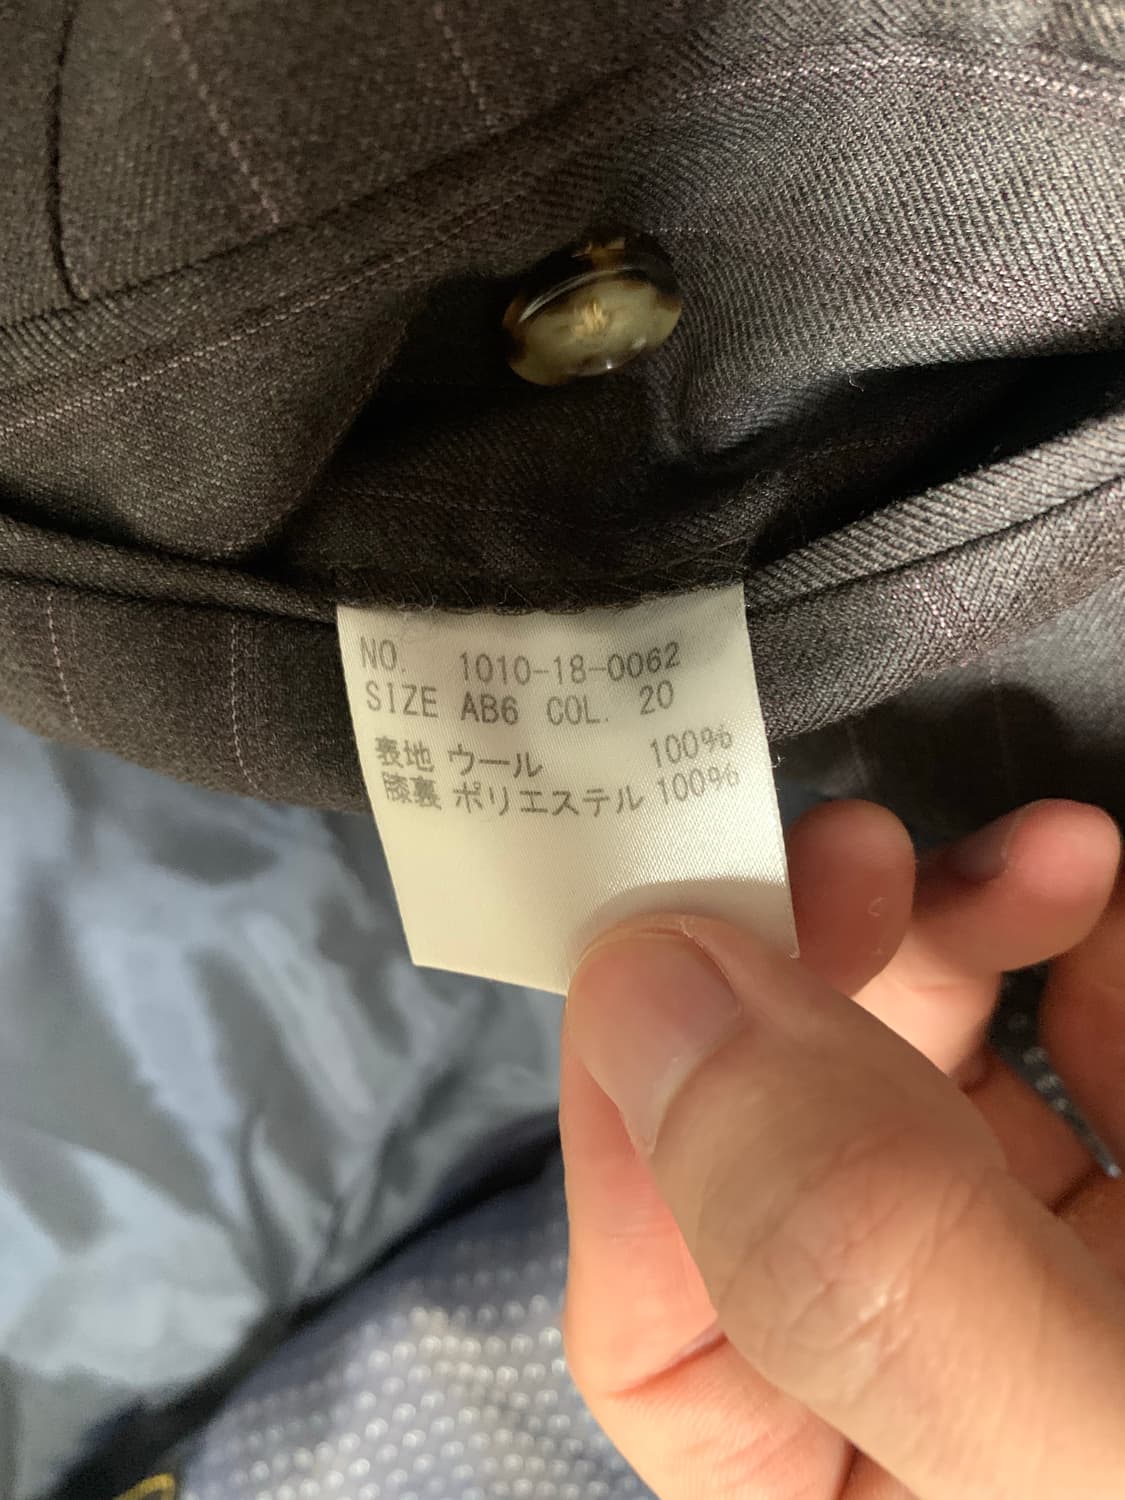 NO. 1010-18-0062
SIZE AB6 COL. 20
表地 ウール 100%
膝裏 ポリエステル 100%